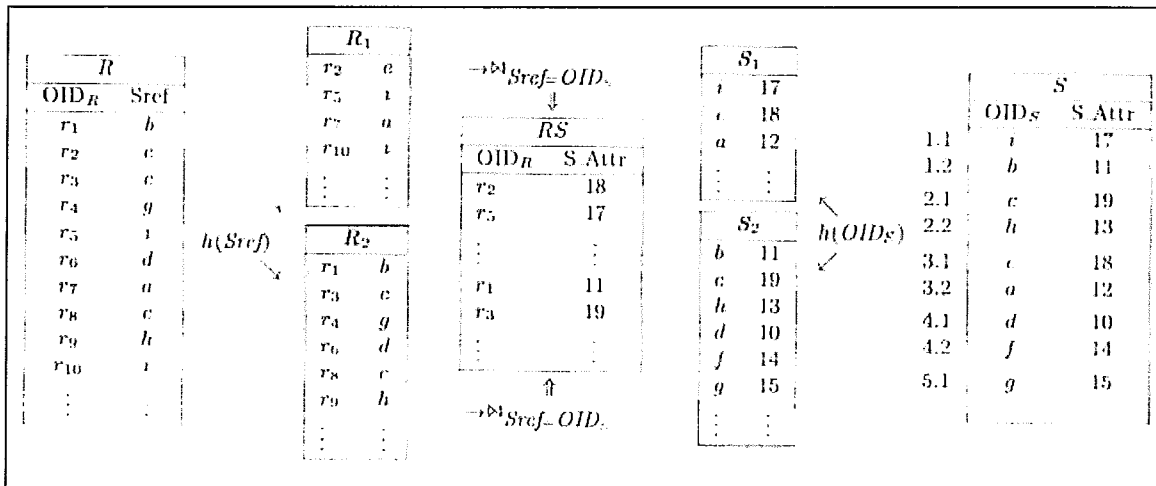 R
OID_R Sref
r1 b
r2
r3 c
r4 g
r5 i
r6 d
r7 a
r8 c
r9 h
r10 i
⋮ ⋮
h(Sref)
R1
r2 e
r5 i
r7 a
r10 i
⋮ ⋮
R2
r1 b
r3 c
r4 g
r6 d
r8 c
r9 h
⋮ ⋮
→⋈ Sref=OID
⇓
RS
OID_R S Attr
r2 18
r5 17
⋮ ⋮
r1 11
r3 19
⋮ ⋮
⇑
→⋈ Sref=OID
S1
i 17
18
a 12
⋮ ⋮
S2
b 11
c 19
h 13
d 10
f 14
g 15
⋮ ⋮
h(OID_S)
S
OID_S S Attr
1.1 i 17
1.2 b 11
2.1 c 19
2.2 h 13
3.1 18
3.2 a 12
4.1 d 10
4.2 f 14
5.1 g 15